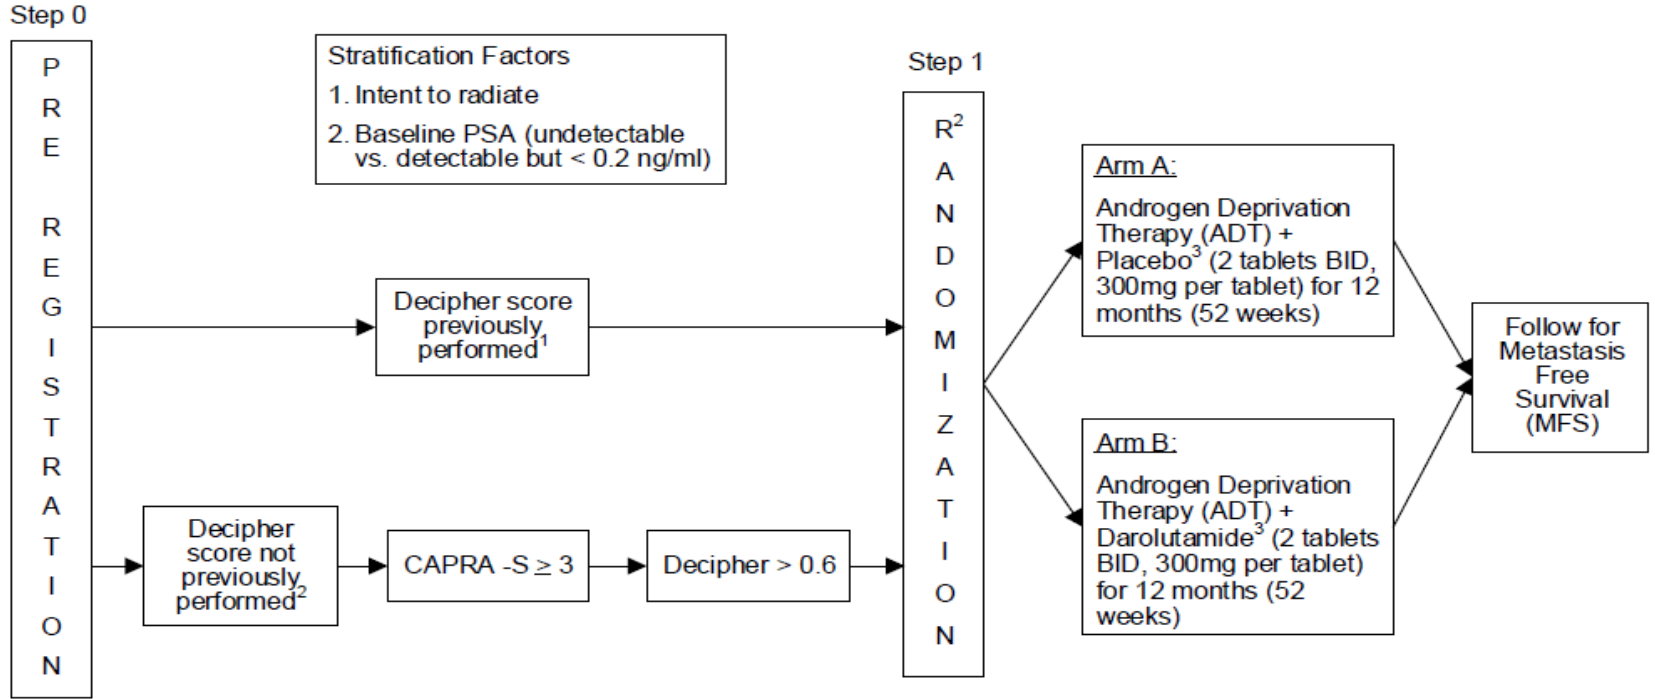 Step 0
PRE REGISTRATION
Stratification Factors
1. Intent to radiate
2. Baseline PSA (undetectable
vs. detectable but < 0.2 ng/ml)
Decipher score
previously
performed1
Decipher
score not
previously
performed2
CAPRA -S ≥ 3
Decipher > 0.6
Step 1
R2ANDOMIZATION
Arm A:
Androgen Deprivation
Therapy (ADT) +
Placebo3 (2 tablets BID,
300mg per tablet) for 12
months (52 weeks)
Arm B:
Androgen Deprivation
Therapy (ADT) +
Darolutamide3 (2 tablets
BID, 300mg per tablet)
for 12 months (52
weeks)
Follow for
Metastasis
Free
Survival
(MFS)